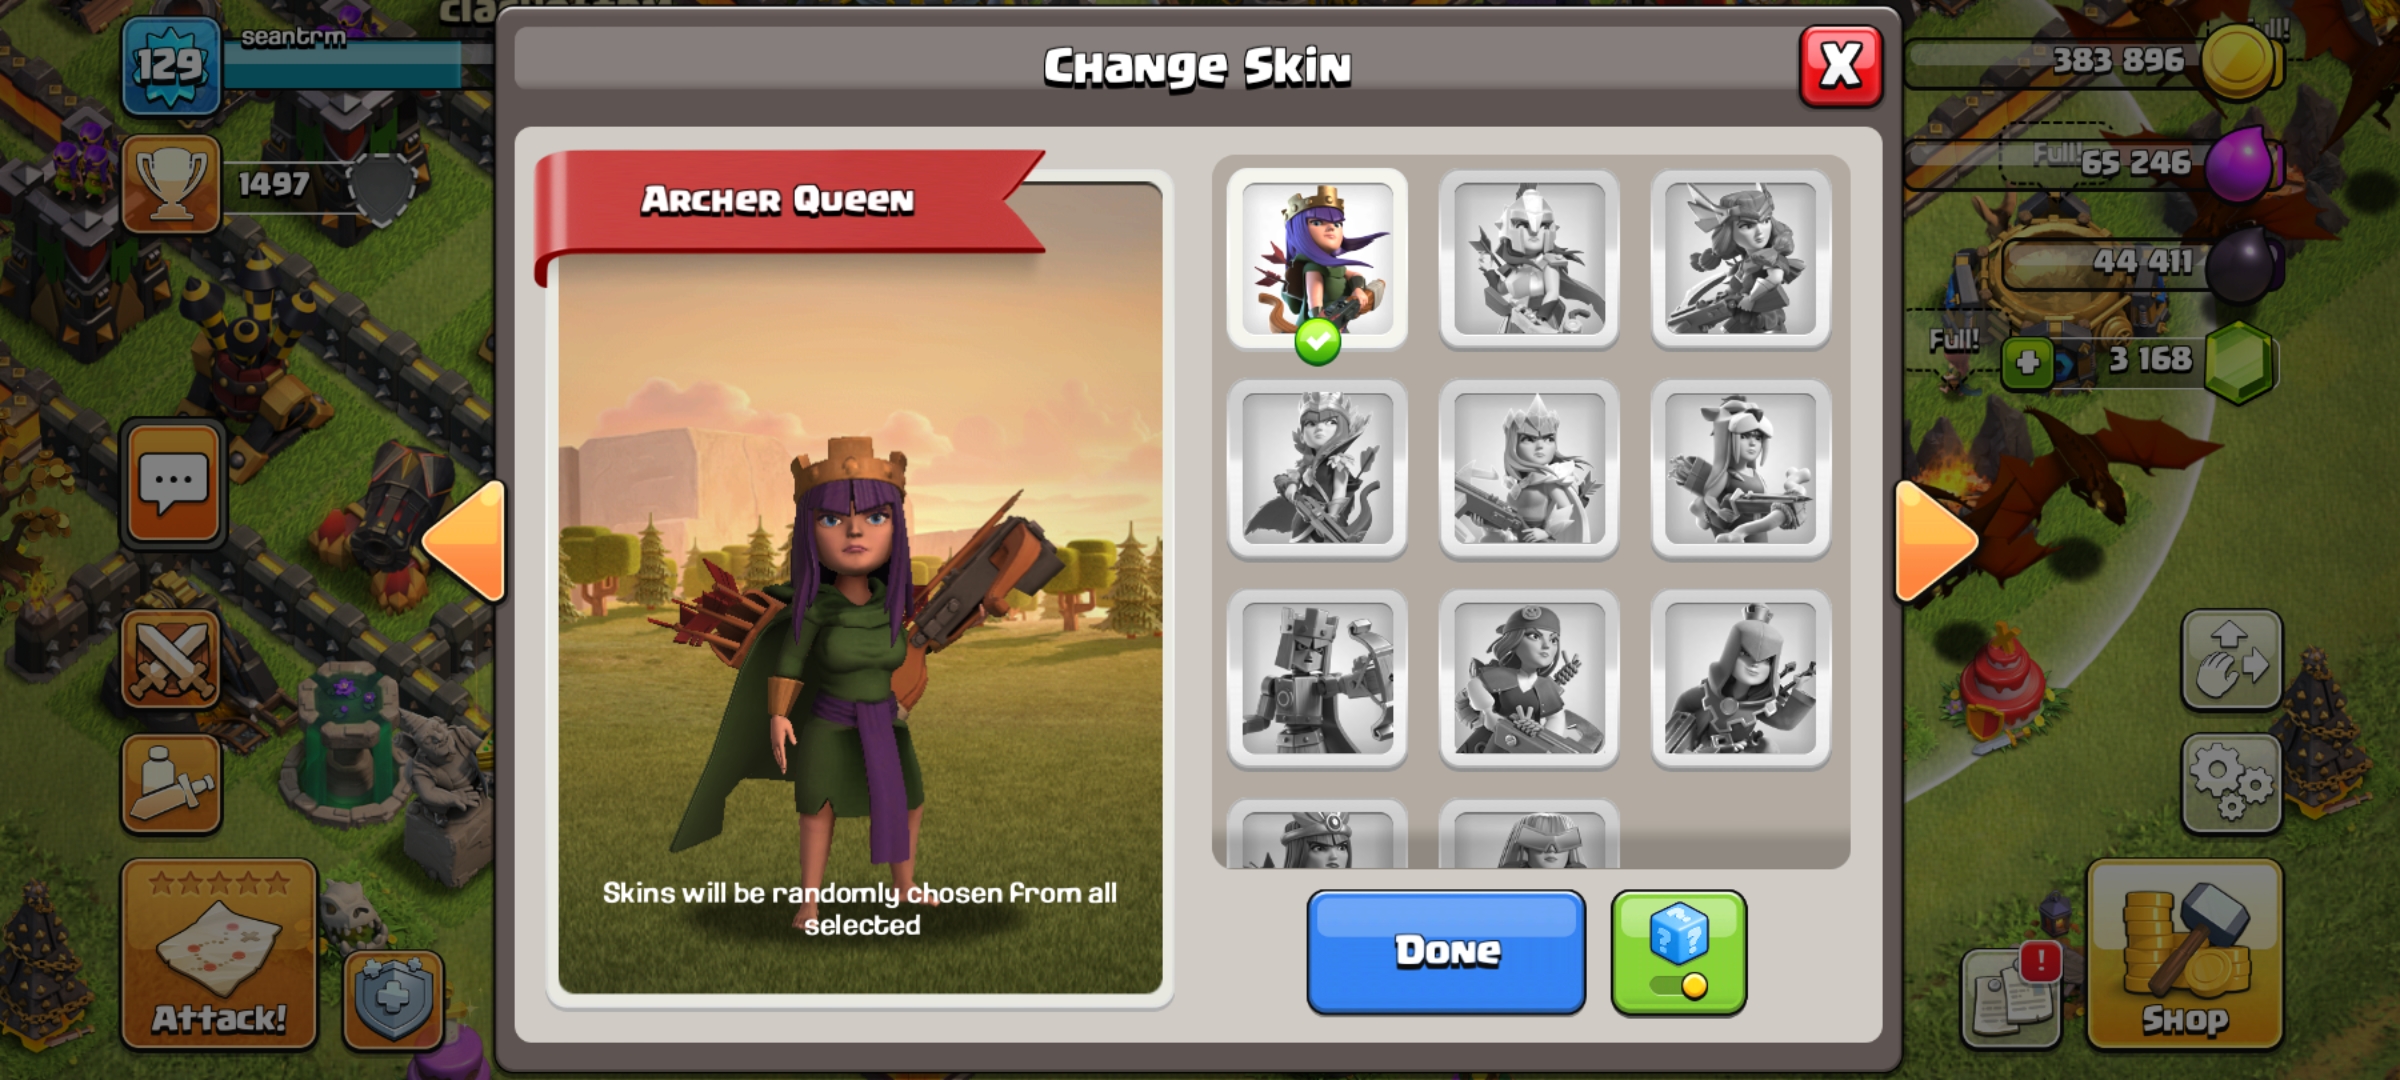 seantrm
129
1497
Change Skin
X
Archer Queen
Skins will be randomly chosen from all
selected
Done
Attack!
383 896
Full!
65 246
44 411
Full!
3 168
!
Shop